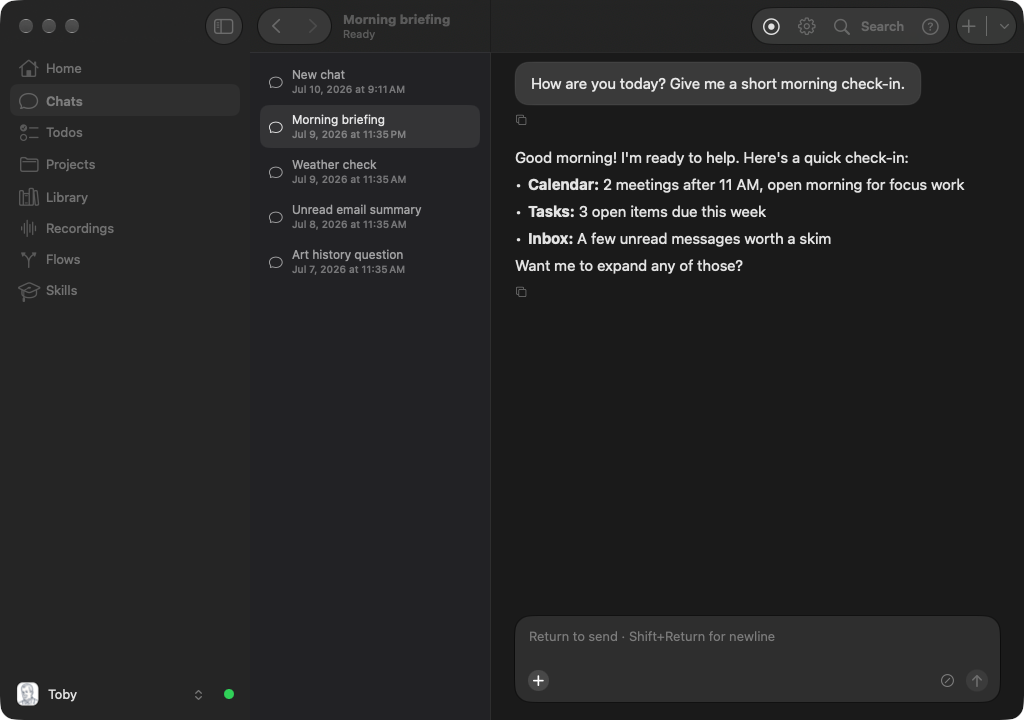 Morning briefing
Ready
Search
Home
Chats
Todos
Projects
Library
Recordings
Flows
Skills
New chat
Jul 10, 2026 at 9:11 AM
Morning briefing
Jul 9, 2026 at 11:35 PM
Weather check
Jul 9, 2026 at 11:35 AM
Unread email summary
Jul 8, 2026 at 11:35 AM
Art history question
Jul 7, 2026 at 11:35 AM
How are you today? Give me a short morning check-in.
Good morning! I'm ready to help. Here's a quick check-in:
• Calendar: 2 meetings after 11 AM, open morning for focus work
• Tasks: 3 open items due this week
• Inbox: A few unread messages worth a skim
Want me to expand any of those?
Return to send · Shift+Return for newline
Toby